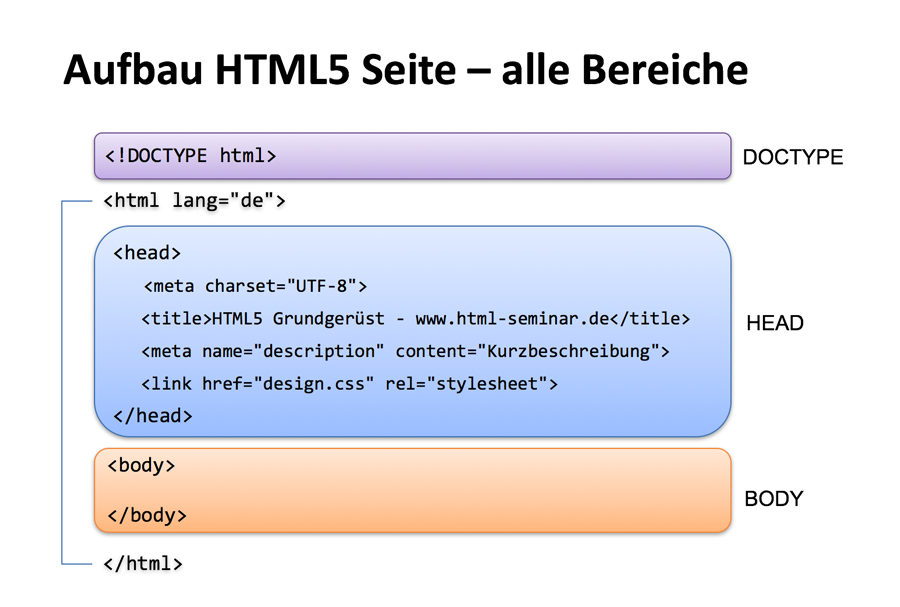 Aufbau HTML5 Seite – alle Bereiche
<!DOCTYPE html>
DOCTYPE
<html lang="de">
<head>
<meta charset="UTF-8">
<title>HTML5 Grundgerüst - www.html-seminar.de</title>
<meta name="description" content="Kurzbeschreibung">
<link href="design.css" rel="stylesheet">
</head>
HEAD
<body>
</body>
BODY
</html>